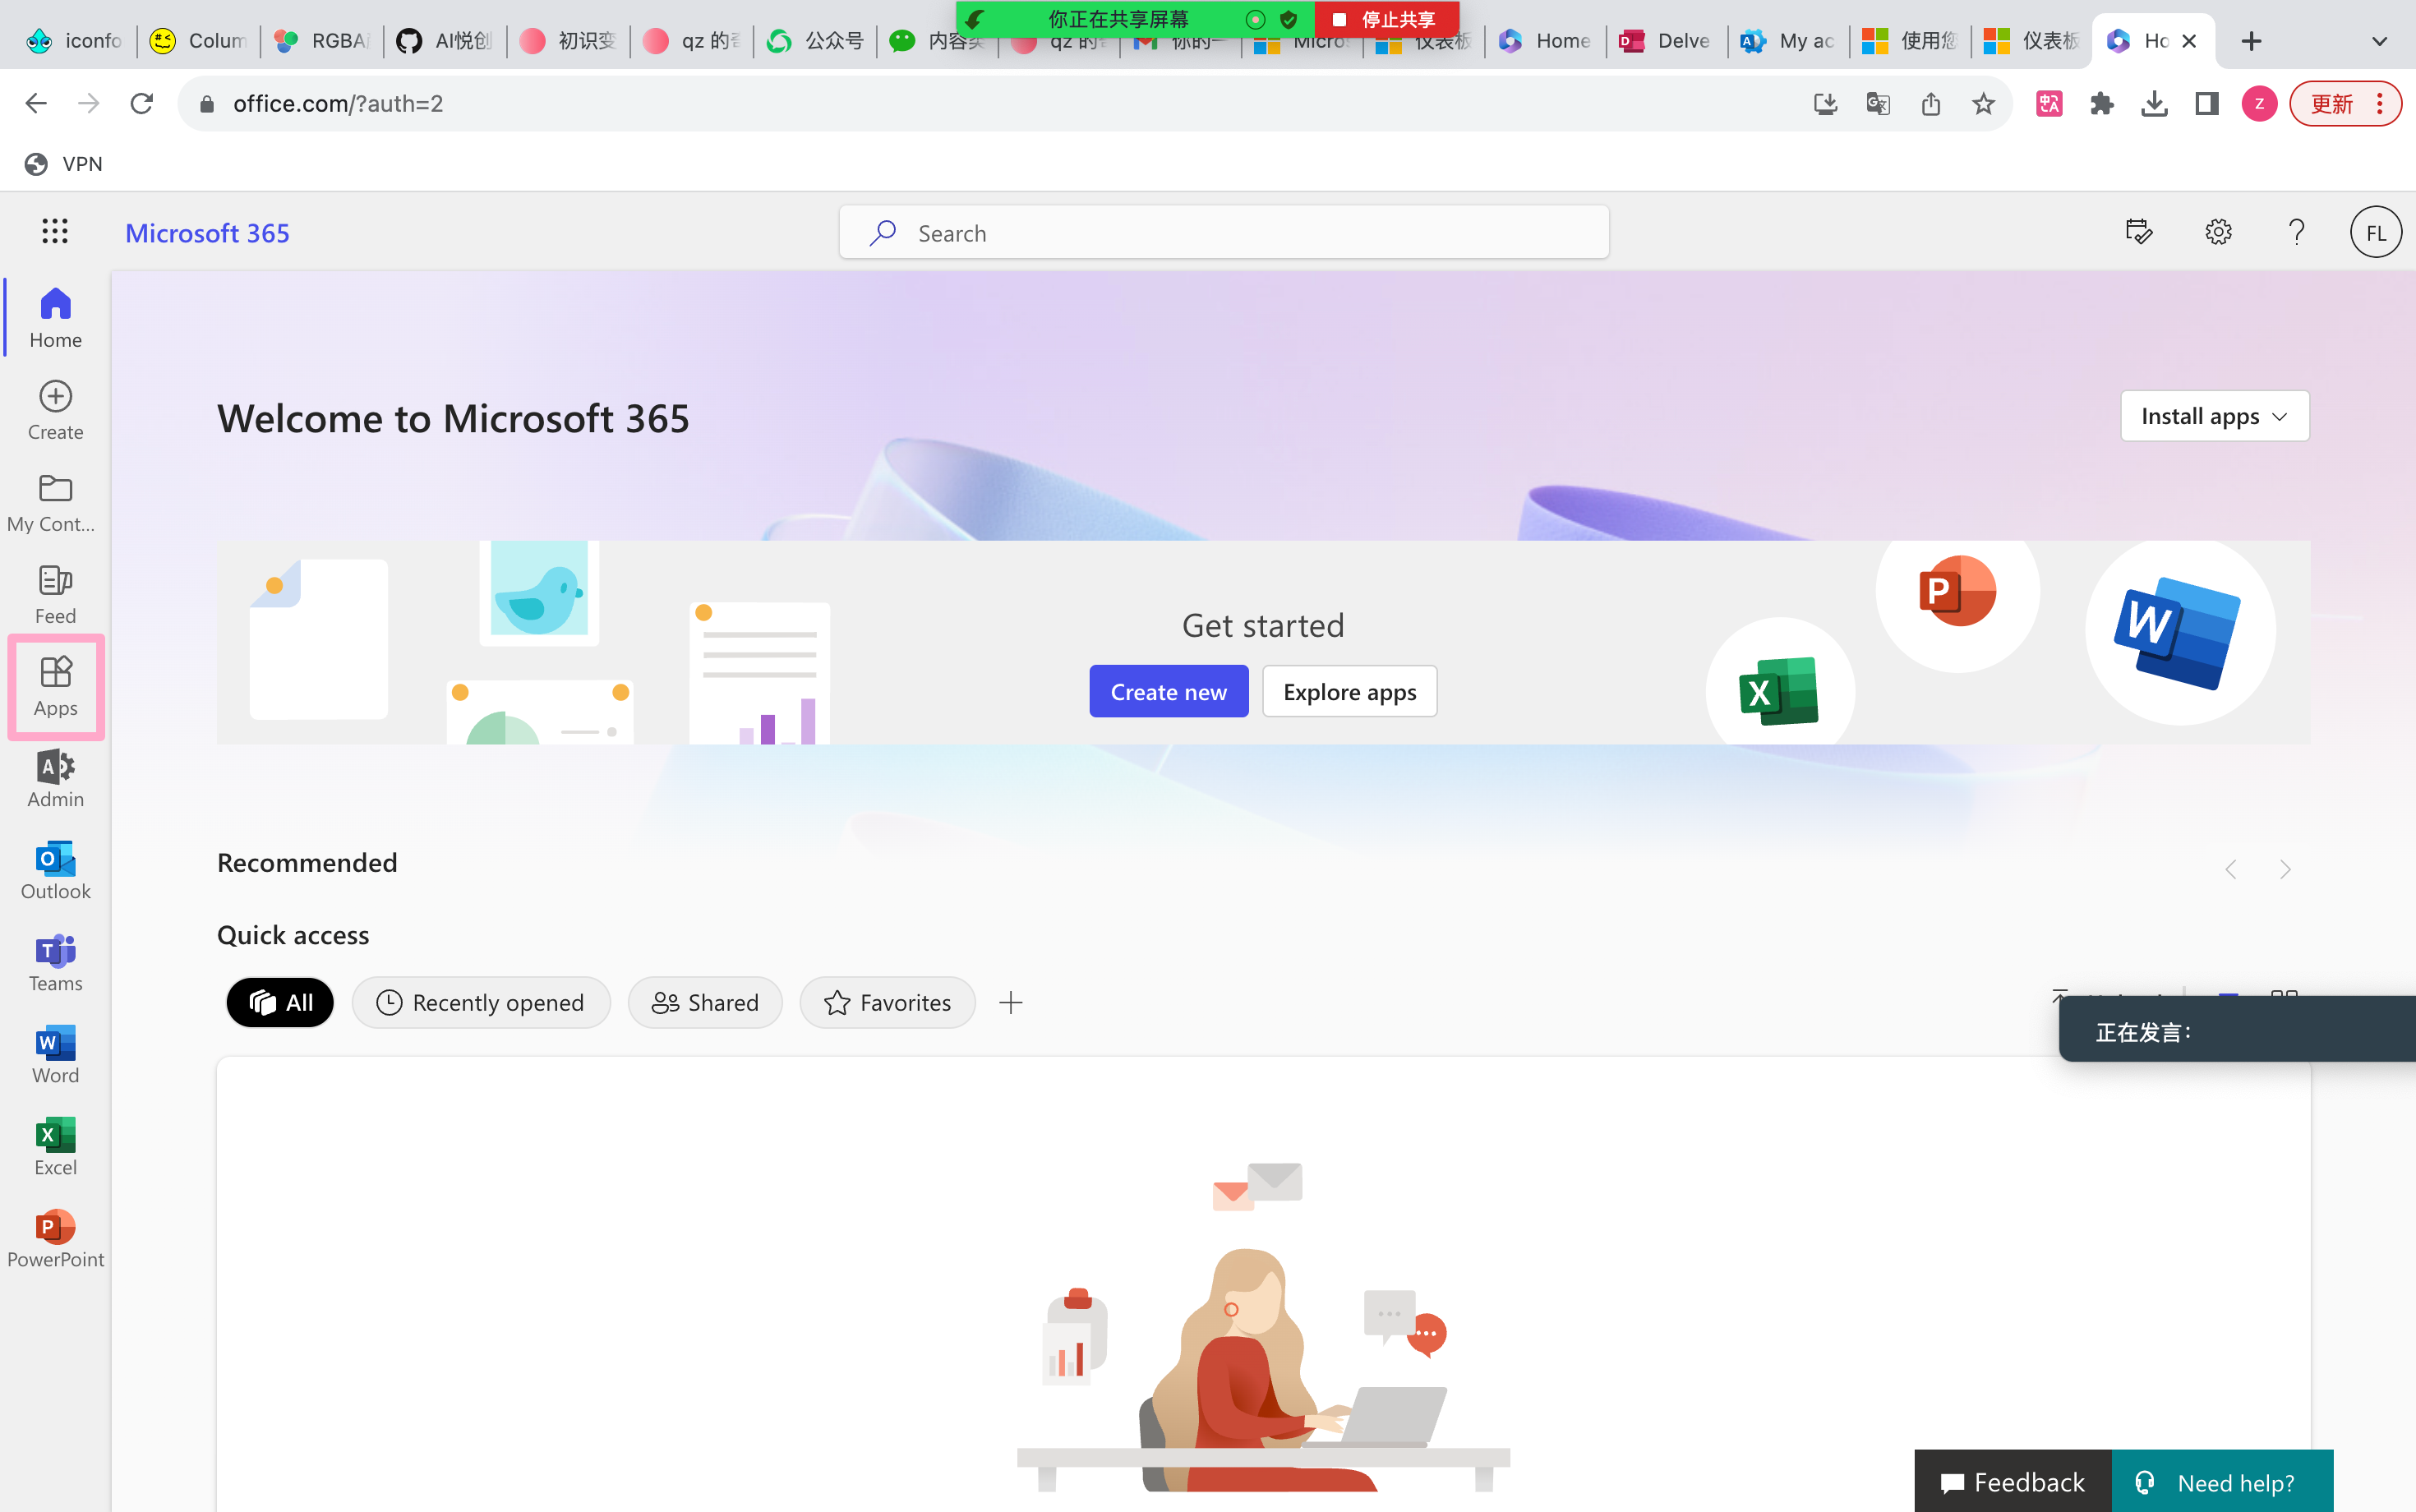 你正在共享屏幕
停止共享
iconfo
Colum
RGBA
AI悦创
初识变
qz 的
公众号
内容
qz 的
你的一
Micros
仪表板
Home
Delve
My ac
使用您
仪表板
Ho
office.com/?auth=2
Z
更新
VPN
Microsoft 365
Search
FL
Home
Create
My Cont...
Feed
Apps
Admin
Outlook
Teams
Word
Excel
PowerPoint
Welcome to Microsoft 365
Install apps
Get started
Create new
Explore apps
Recommended
Quick access
All
Recently opened
Shared
Favorites
正在发言:
Feedback
Need help?